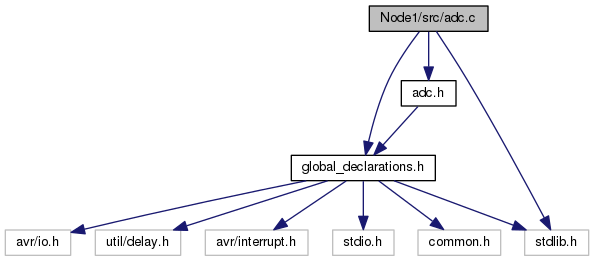 Node1/src/adc.c
adc.h
global_declarations.h
avr/io.h
util/delay.h
avr/interrupt.h
stdio.h
common.h
stdlib.h